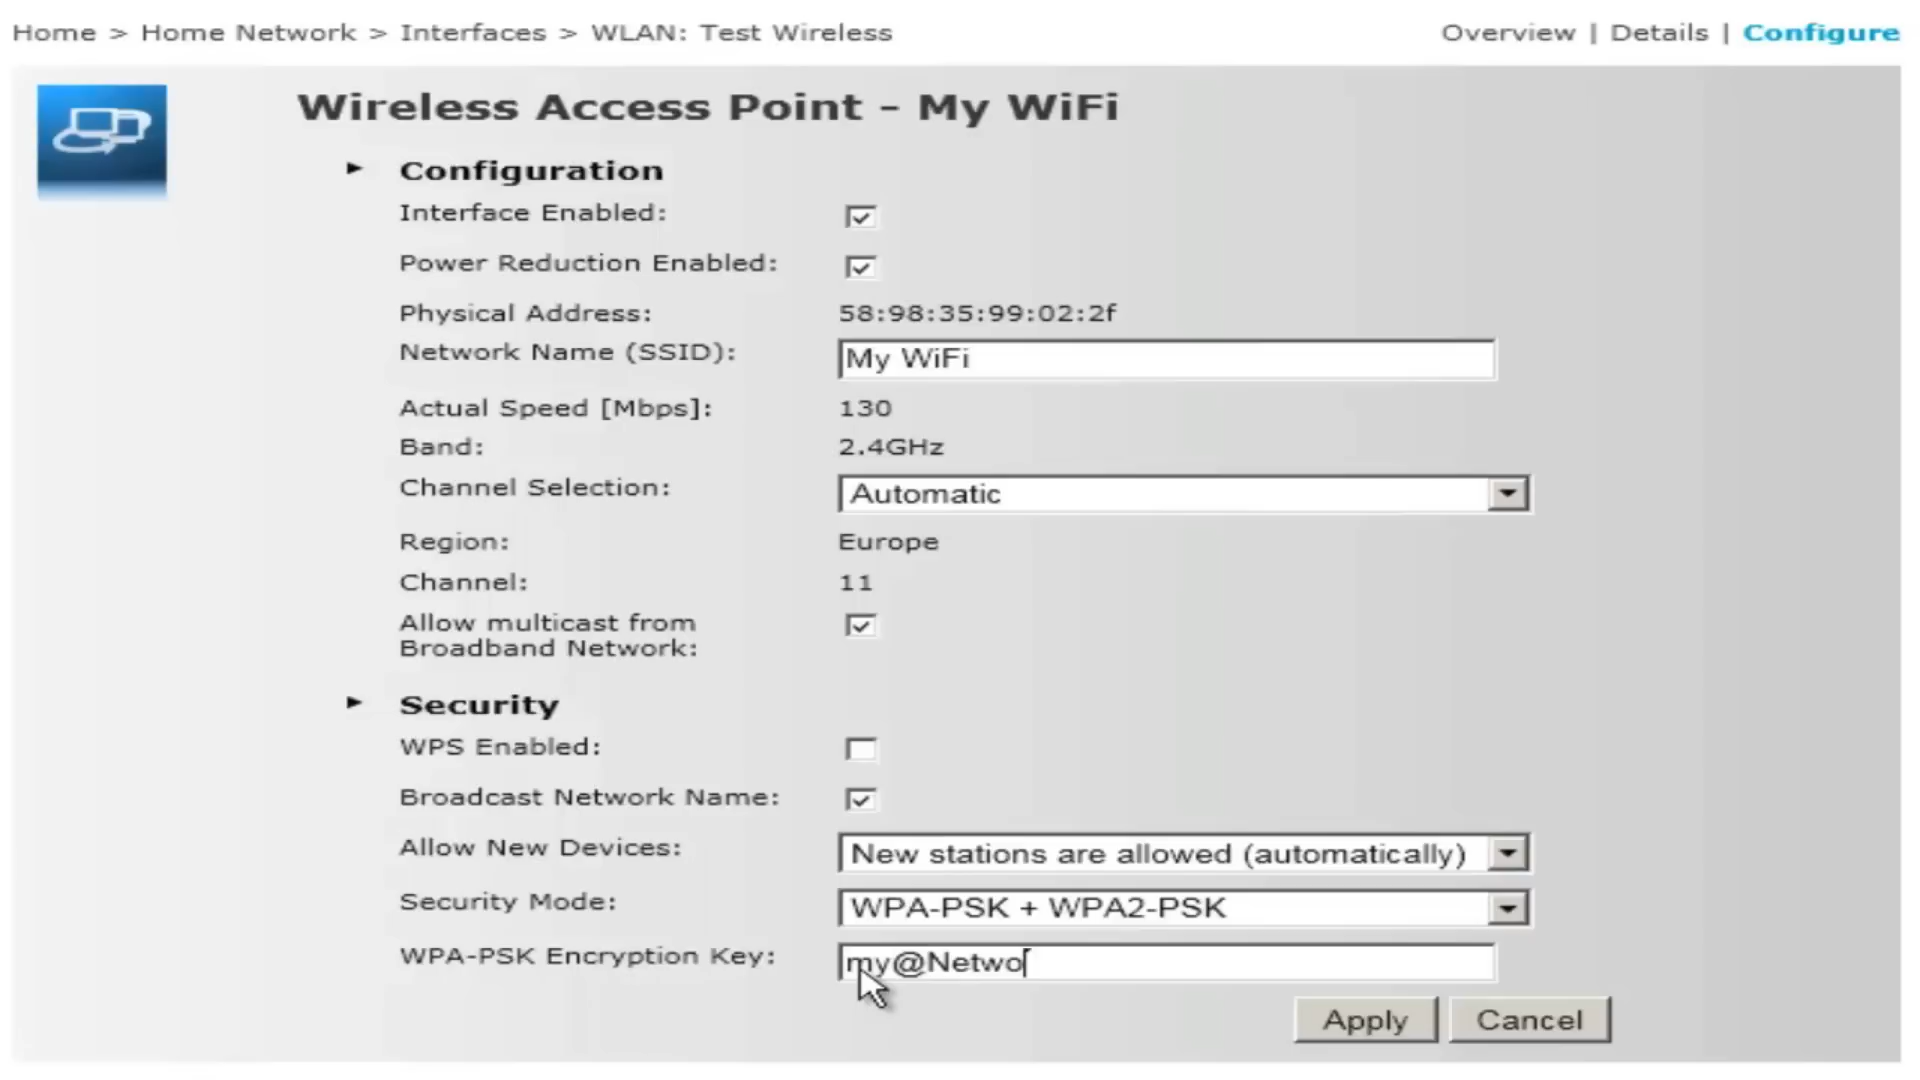 Home > Home Network > Interfaces > WLAN: Test Wireless
Overview | Details | Configure
Wireless Access Point - My WiFi
Configuration
Interface Enabled:
Power Reduction Enabled:
Physical Address: 58:98:35:99:02:2f
Network Name (SSID): My WiFi
Actual Speed [Mbps]: 130
Band: 2.4GHz
Channel Selection: Automatic
Region: Europe
Channel: 11
Allow multicast from
Broadband Network:
Security
WPS Enabled:
Broadcast Network Name:
Allow New Devices: New stations are allowed (automatically)
Security Mode: WPA-PSK + WPA2-PSK
WPA-PSK Encryption Key: my@Netwo
Apply Cancel